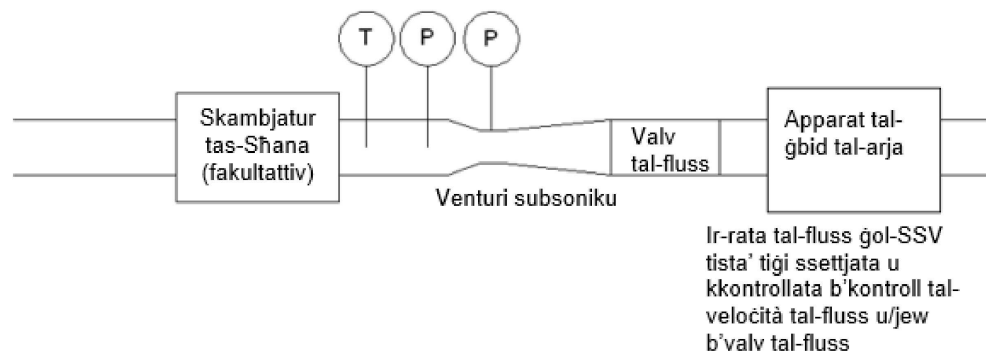 T P P
Skambjatur
tas-Sħana
(fakultattiv)
Valv
tal-fluss
Apparat tal-
ġbid tal-arja
Venturi subsoniku
Ir-rata tal-fluss ġol-SSV
tista' tiġi ssettjata u
kkontrollata b'kontroll tal-
veloċità tal-fluss u/jew
b'valv tal-fluss